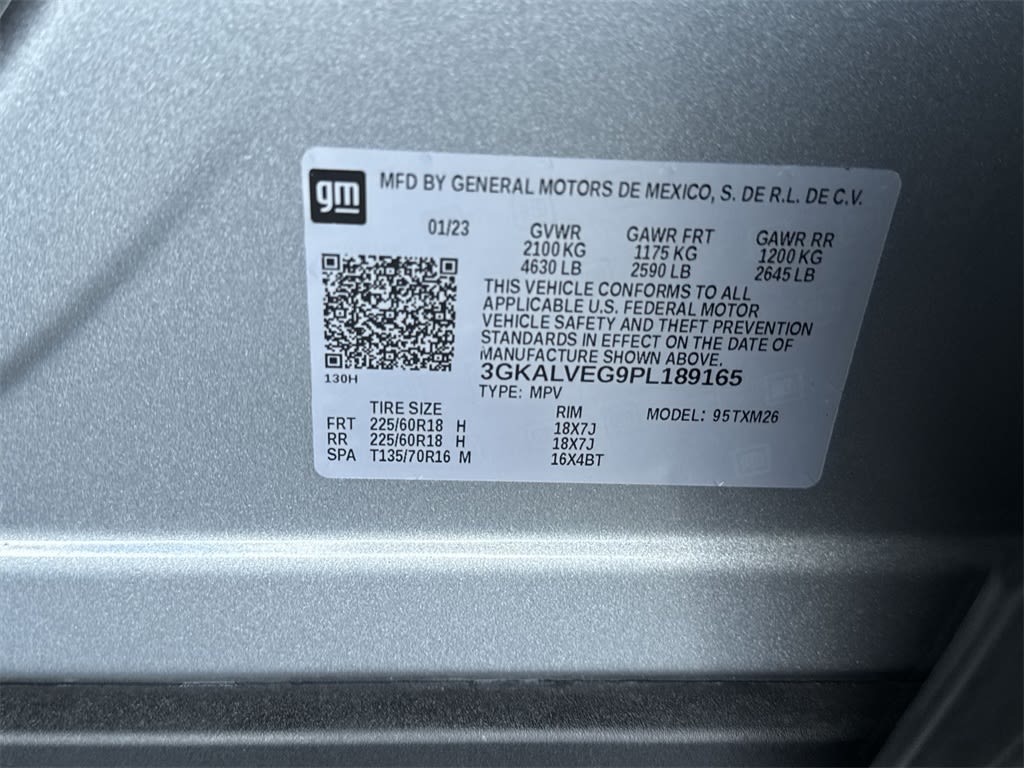 gm MFD BY GENERAL MOTORS DE MEXICO, S. DE R.L. DE C.V.
01/23 GVWR GAWR FRT GAWR RR
2100 KG 1175 KG 1200 KG
4630 LB 2590 LB 2645 LB
THIS VEHICLE CONFORMS TO ALL
APPLICABLE U.S. FEDERAL MOTOR
VEHICLE SAFETY AND THEFT PREVENTION
STANDARDS IN EFFECT ON THE DATE OF
MANUFACTURE SHOWN ABOVE.
130H 3GKALVEG9PL189165
TYPE: MPV
TIRE SIZE RIM MODEL: 95TXM26
FRT 225/60R18 H 18X7J
RR 225/60R18 H 18X7J
SPA T135/70R16 M 16X4BT